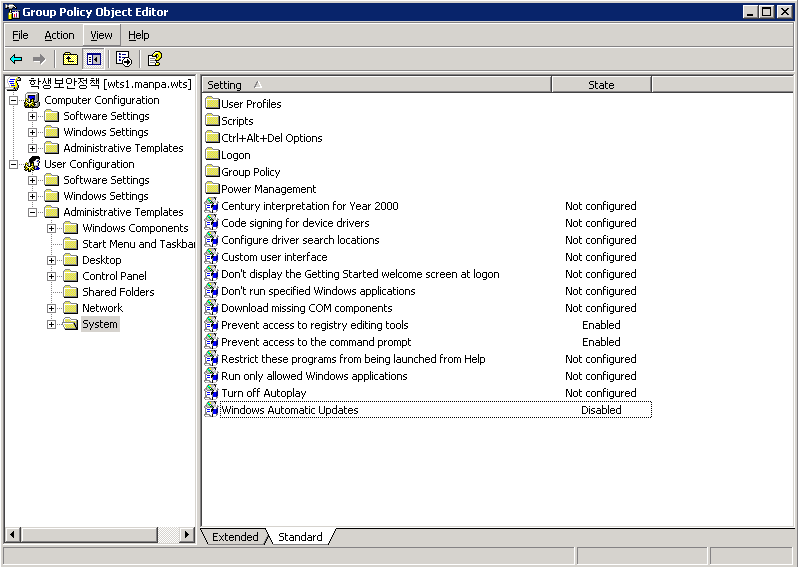 Group Policy Object Editor
File Action View Help
학생보안정책 [wts1.manpa.wts]
Computer Configuration
Software Settings
Windows Settings
Administrative Templates
User Configuration
Software Settings
Windows Settings
Administrative Templates
Windows Components
Start Menu and Taskbar
Desktop
Control Panel
Shared Folders
Network
System
Setting State
User Profiles
Scripts
Ctrl+Alt+Del Options
Logon
Group Policy
Power Management
Century interpretation for Year 2000 Not configured
Code signing for device drivers Not configured
Configure driver search locations Not configured
Custom user interface Not configured
Don't display the Getting Started welcome screen at logon Not configured
Don't run specified Windows applications Not configured
Download missing COM components Not configured
Prevent access to registry editing tools Enabled
Prevent access to the command prompt Enabled
Restrict these programs from being launched from Help Not configured
Run only allowed Windows applications Not configured
Turn off Autoplay Not configured
Windows Automatic Updates Disabled
Extended Standard